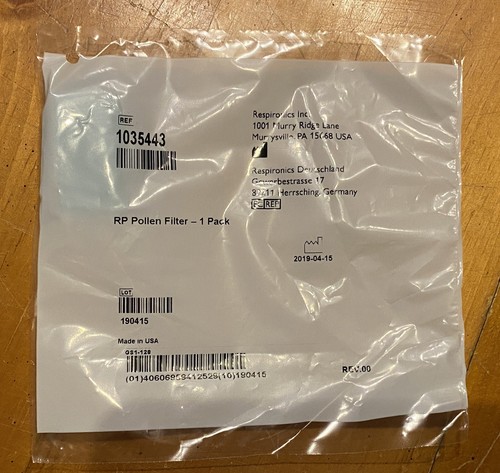 REF
1035443
Respironics Inc.
1001 Murry Ridge Lane
Murrysville, PA 15668 USA
Respironics Deutschland
Gewerbestrasse 17
82211 Herrsching, Germany
EC REP
RP Pollen Filter – 1 Pack
2019-04-15
LOT
190415
Made in USA
GS1-128
(10)190415
REV.00